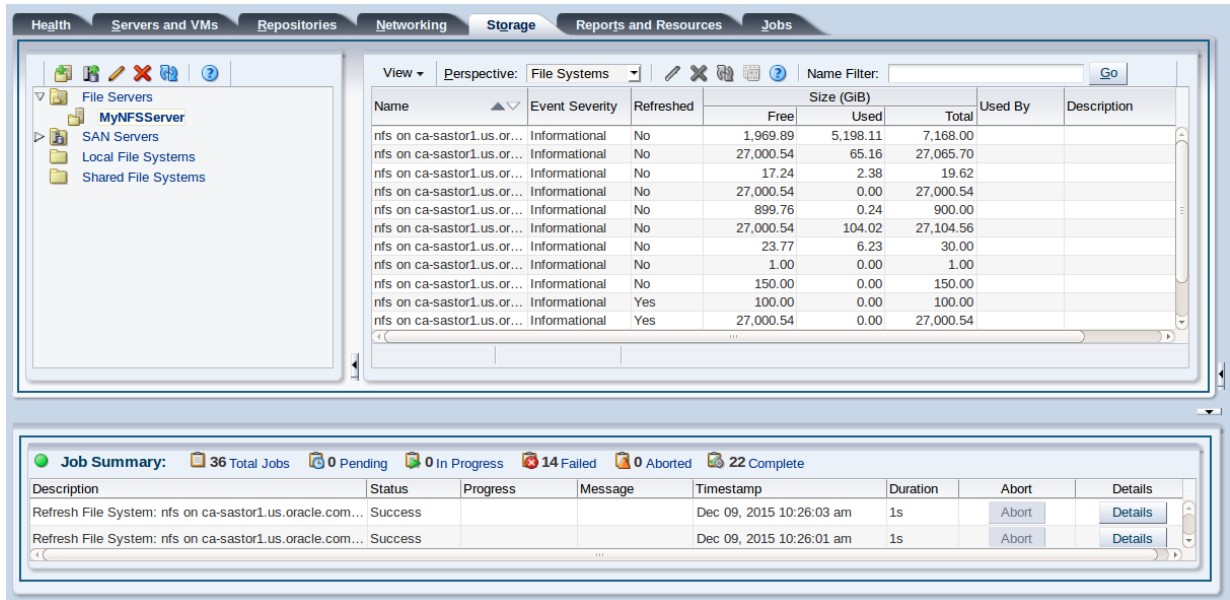 Health Servers and VMs Repositories Networking Storage Reports and Resources Jobs
File Servers
MyNFSServer
SAN Servers
Local File Systems
Shared File Systems
View Perspective: File Systems Name Filter: Go
Name Event Severity Refreshed Size (GiB) Used By Description
Free Used Total
nfs on ca-sastor1.us.or... Informational No 1,969.89 5,198.11 7,168.00
nfs on ca-sastor1.us.or... Informational No 27,000.54 65.16 27,065.70
nfs on ca-sastor1.us.or... Informational No 17.24 2.38 19.62
nfs on ca-sastor1.us.or... Informational No 27,000.54 0.00 27,000.54
nfs on ca-sastor1.us.or... Informational No 899.76 0.24 900.00
nfs on ca-sastor1.us.or... Informational No 27,000.54 104.02 27,104.56
nfs on ca-sastor1.us.or... Informational No 23.77 6.23 30.00
nfs on ca-sastor1.us.or... Informational No 1.00 0.00 1.00
nfs on ca-sastor1.us.or... Informational No 150.00 0.00 150.00
nfs on ca-sastor1.us.or... Informational Yes 100.00 0.00 100.00
nfs on ca-sastor1.us.or... Informational Yes 27,000.54 0.00 27,000.54
Job Summary: 36 Total Jobs 0 Pending 0 In Progress 14 Failed 0 Aborted 22 Complete
Description Status Progress Message Timestamp Duration Abort Details
Refresh File System: nfs on ca-sastor1.us.oracle.com... Success Dec 09, 2015 10:26:03 am 1s Abort Details
Refresh File System: nfs on ca-sastor1.us.oracle.com... Success Dec 09, 2015 10:26:01 am 1s Abort Details